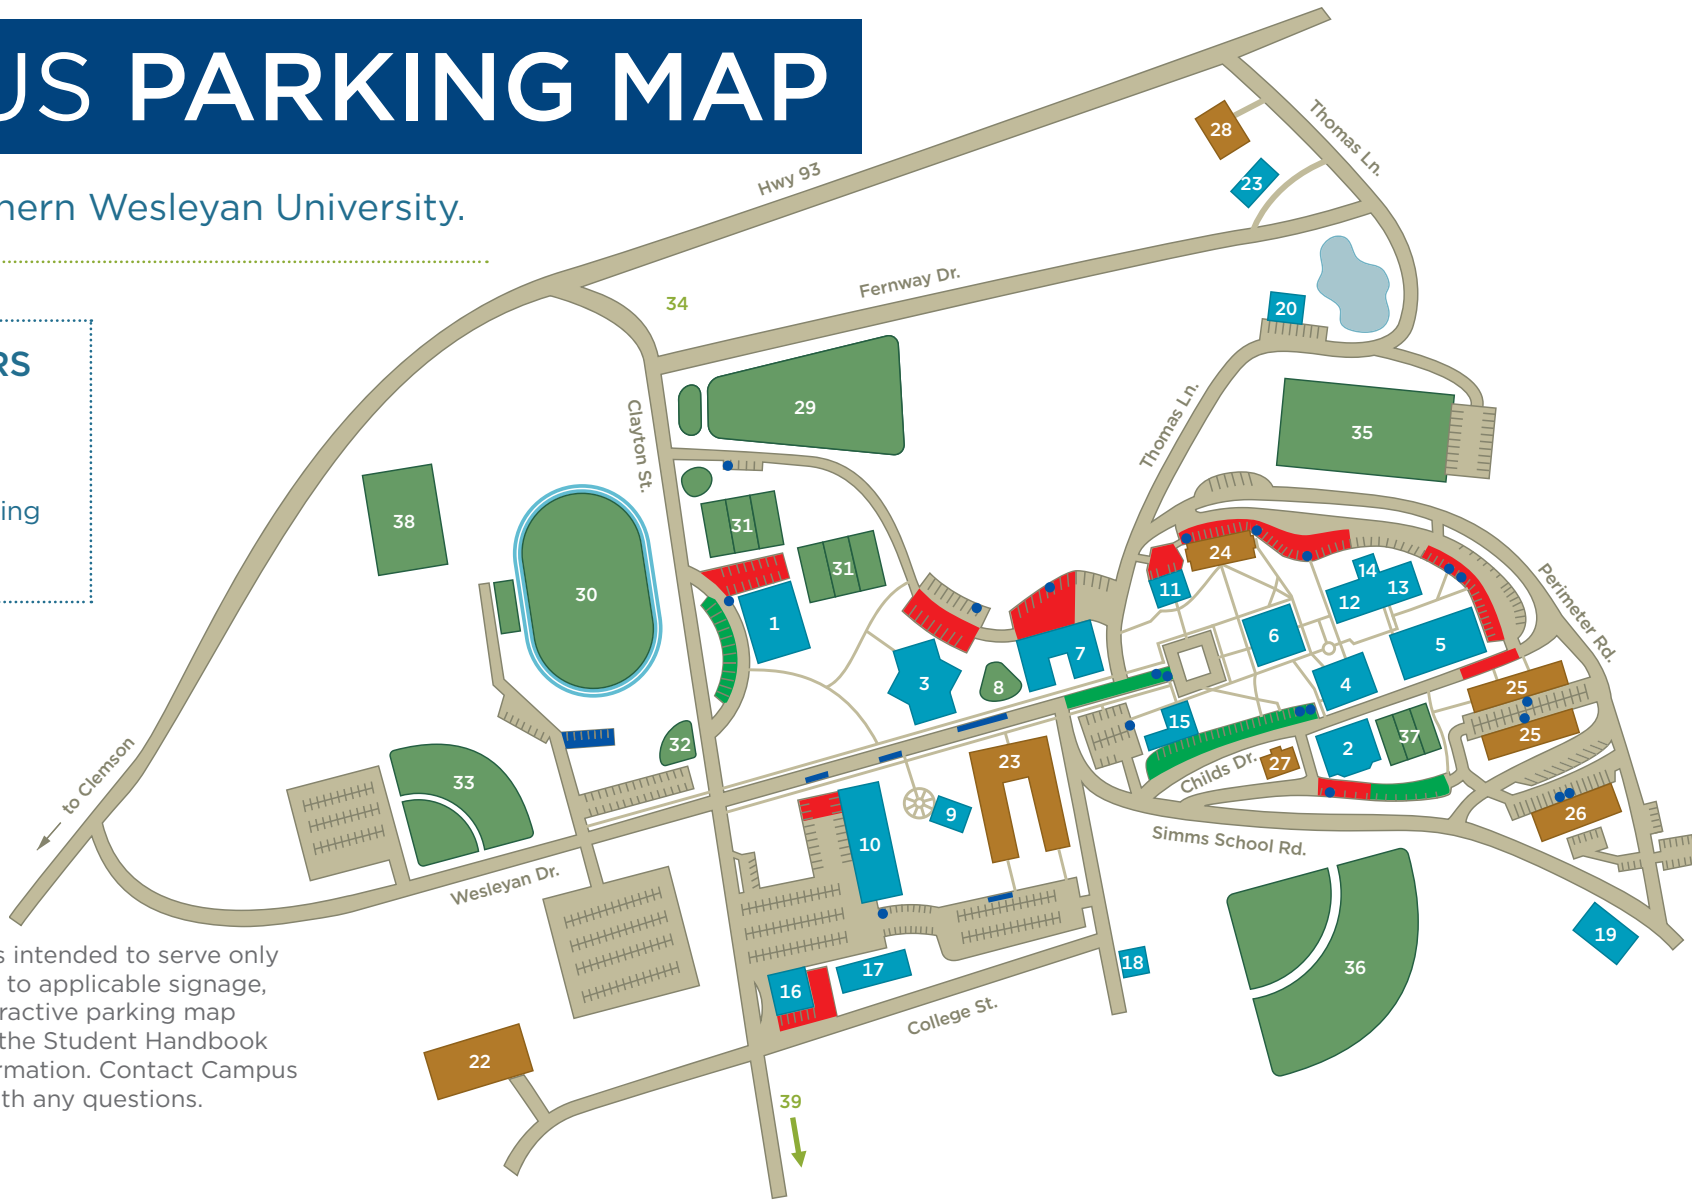 US PARKING MAP
hern Wesleyan University.
RS
ing
s intended to serve only
to applicable signage,
ractive parking map
the Student Handbook
rmation. Contact Campus
th any questions.
Hwy 93
Thomas Ln.
28
23
Fernway Dr.
34
20
29
Clayton St.
Thomas Ln.
35
38
31
31
30
24
14
13
12
11
Perimeter Rd.
1
6
5
7
3
8
4
25
15
25
2
37
32
27
Childs Dr.
23
to Clemson
33
9
26
10
Simms School Rd.
Wesleyan Dr.
19
18
17
36
16
College St.
22
39